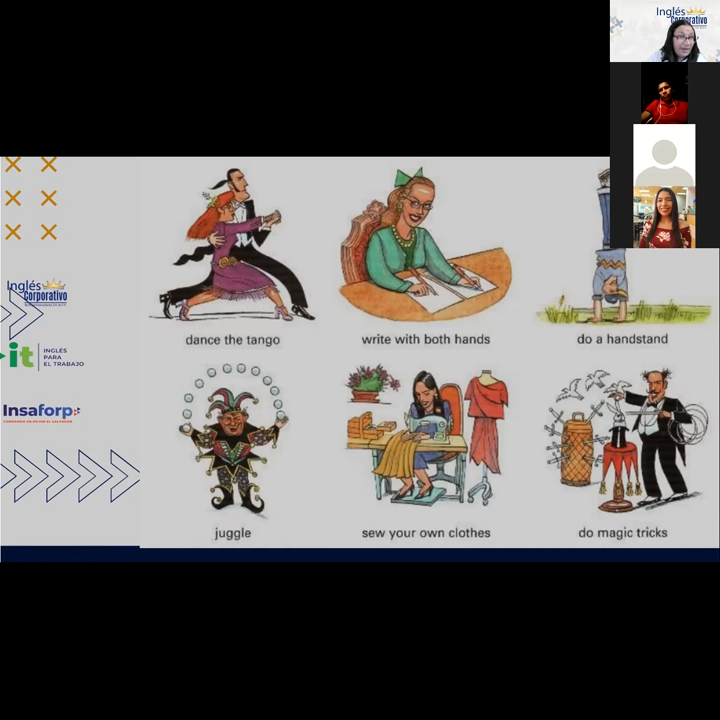 Inglés
Corporativo
dance the tango
write with both hands
do a handstand
Inglés
Corporativo
it
INGLÉS
PARA
EL TRABAJO
Insaforp
juggle
sew your own clothes
do magic tricks